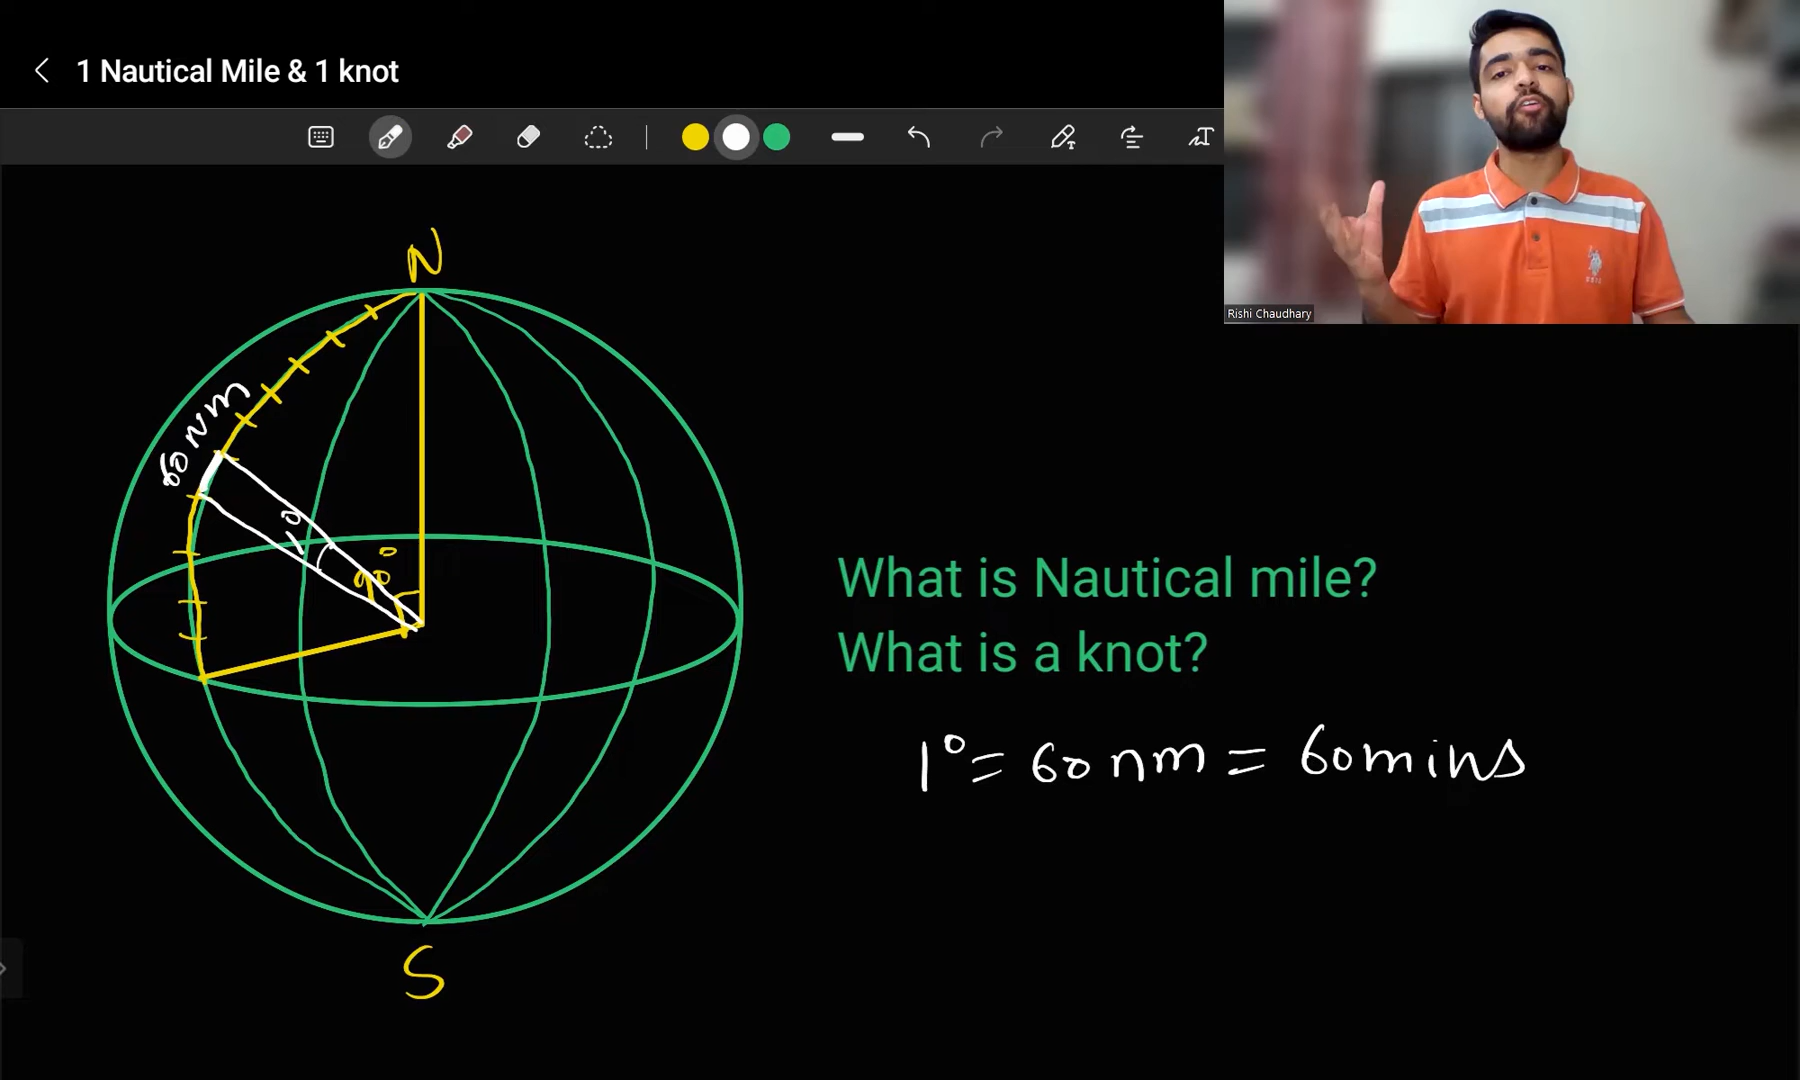 1 Nautical Mile & 1 knot
Rishi Chaudhary
N
60 nm
1°
90°
What is Nautical mile?
What is a knot?
1° = 60 nm = 60 mins
S